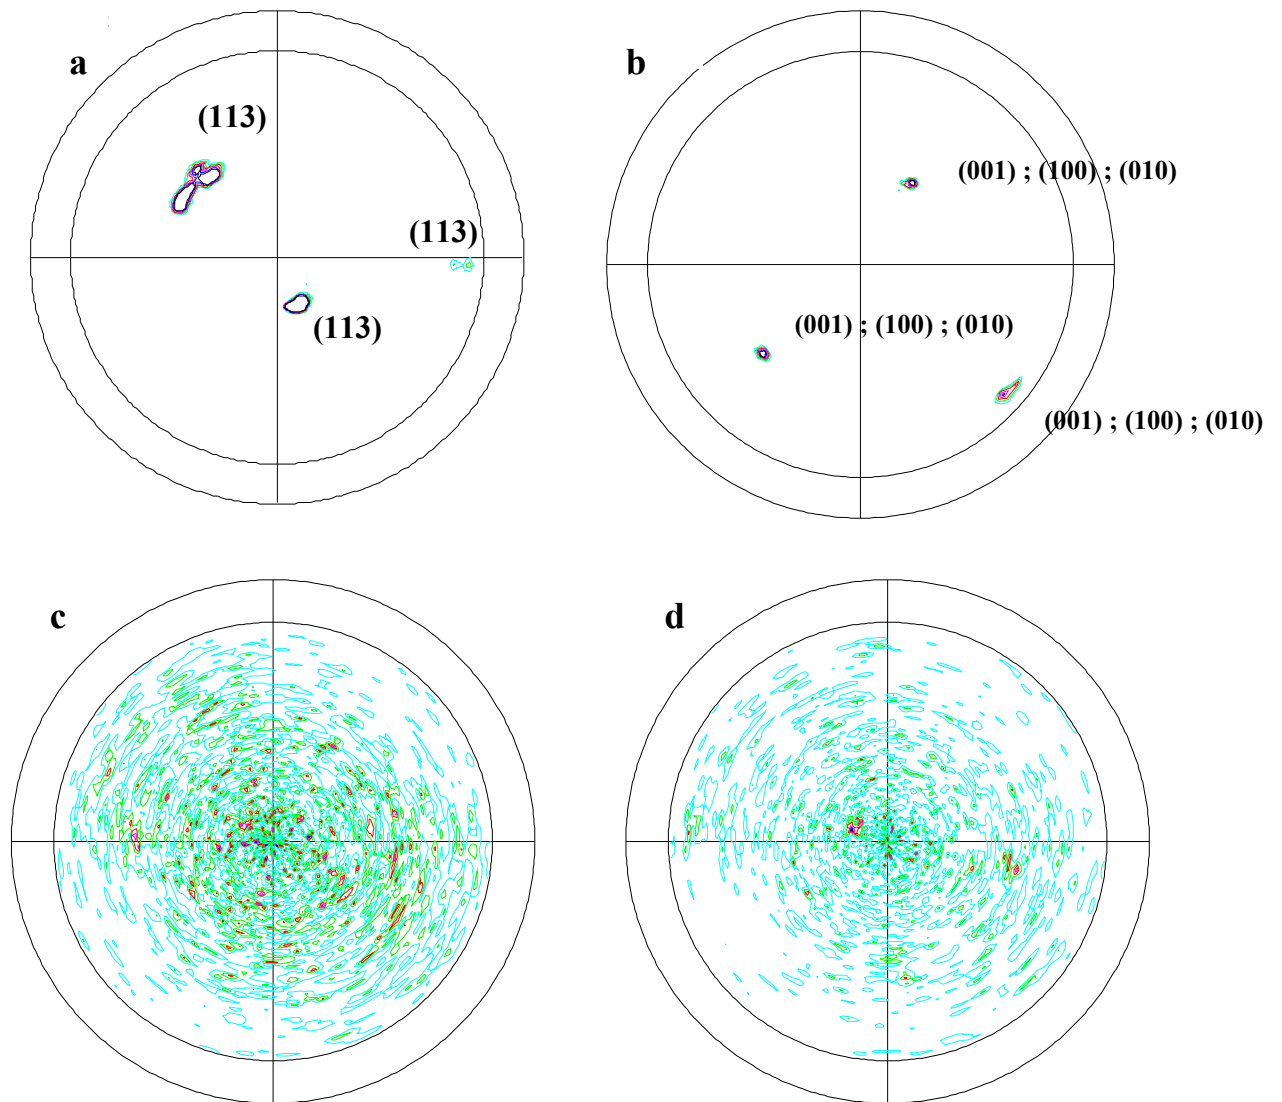 a
b
(113)
(001) ; (100) ; (010)
(113)
(001) ; (100) ; (010)
(113)
(001) ; (100) ; (010)
c
d